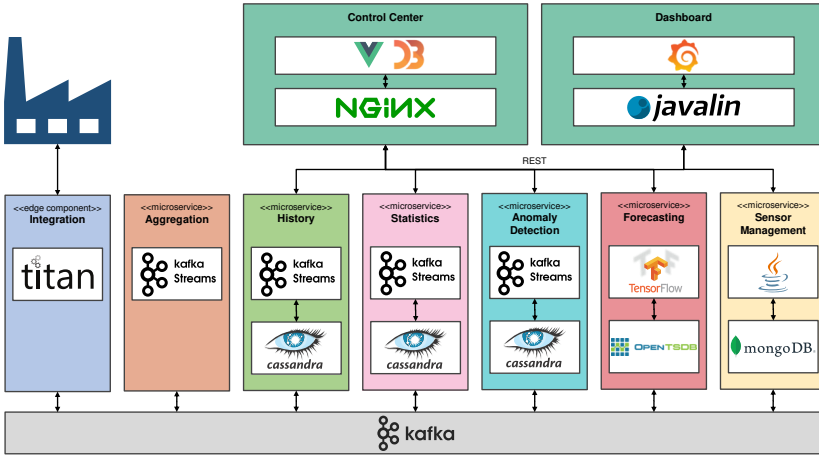 Control Center
Dashboard
D3
NGINX
javalin
REST
<<edge component>>
Integration
titan
<<microservice>>
Aggregation
kafka
Streams
<<microservice>>
History
kafka
Streams
cassandra
<<microservice>>
Statistics
kafka
Streams
cassandra
<<microservice>>
Anomaly
Detection
kafka
Streams
cassandra
<<microservice>>
Forecasting
TensorFlow
OPENTSDB
<<microservice>>
Sensor
Management
mongoDB.
kafka